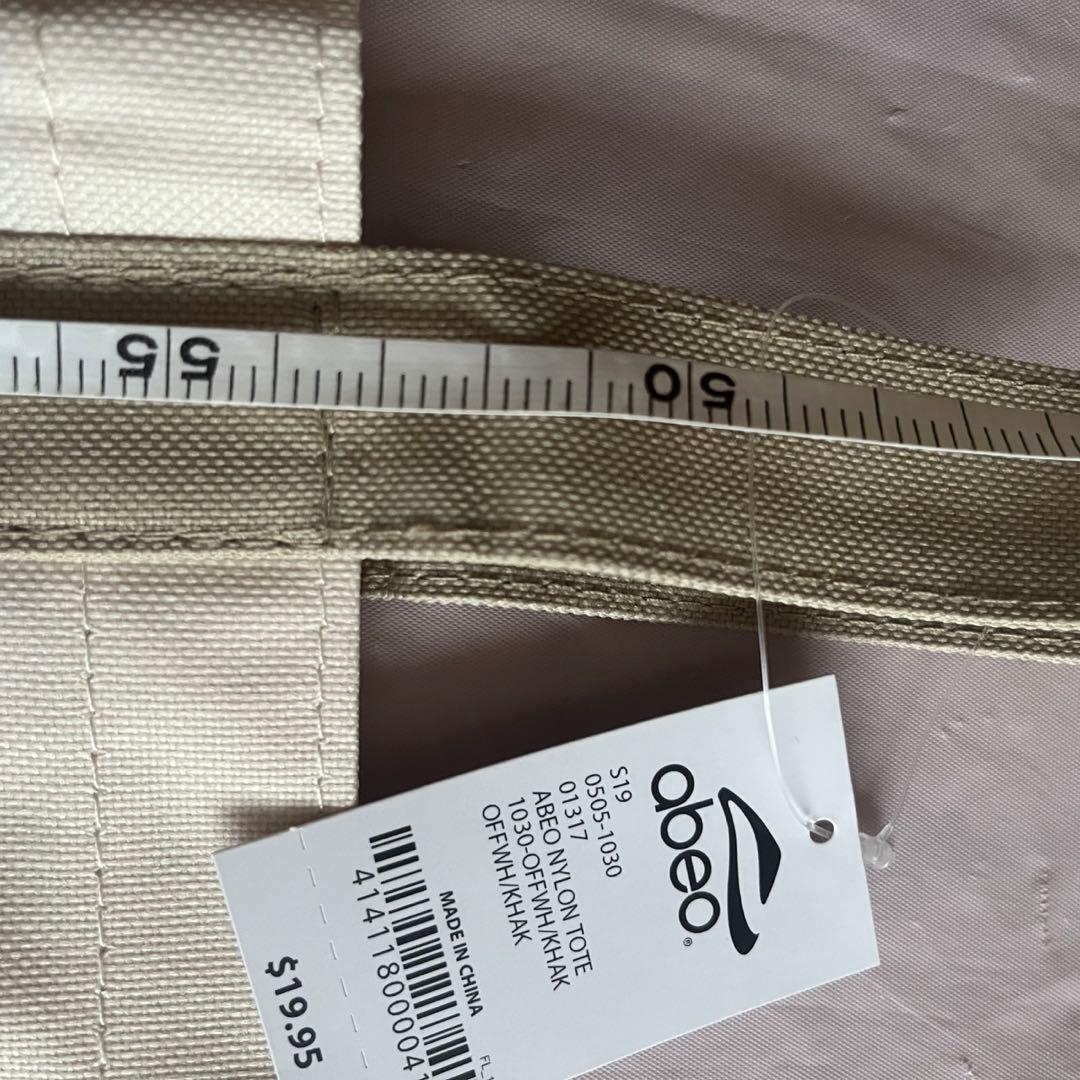 55
50
abeo®
S19
0505-1030
01317
ABEO NYLON TOTE
1030-OFFWH/KHAK
OFFWH/KHAK
MADE IN CHINA
$19.95